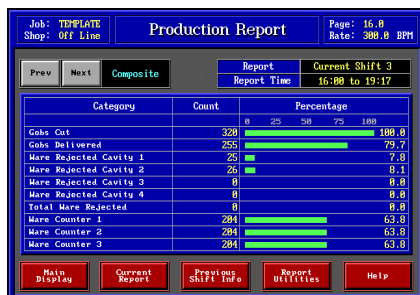 Job: TEMPLATE
Shop: Off Line
Production Report
Page: 16.0
Rate: 300.0 BPM
Prev
Next
Composite
Report Current Shift 3
Report Time 16:00 to 19:17
Category Count Percentage
0 25 50 75 100
Gobs Cut 320 100.0
Gobs Delivered 255 79.7
Ware Rejected Cavity 1 25 7.8
Ware Rejected Cavity 2 26 8.1
Ware Rejected Cavity 3 0 0.0
Ware Rejected Cavity 4 0 0.0
Total Ware Rejected 0 0.0
Ware Counter 1 204 63.8
Ware Counter 2 204 63.8
Ware Counter 3 204 63.8
Main Display
Current Report
Previous Shift Info
Report Utilities
Help